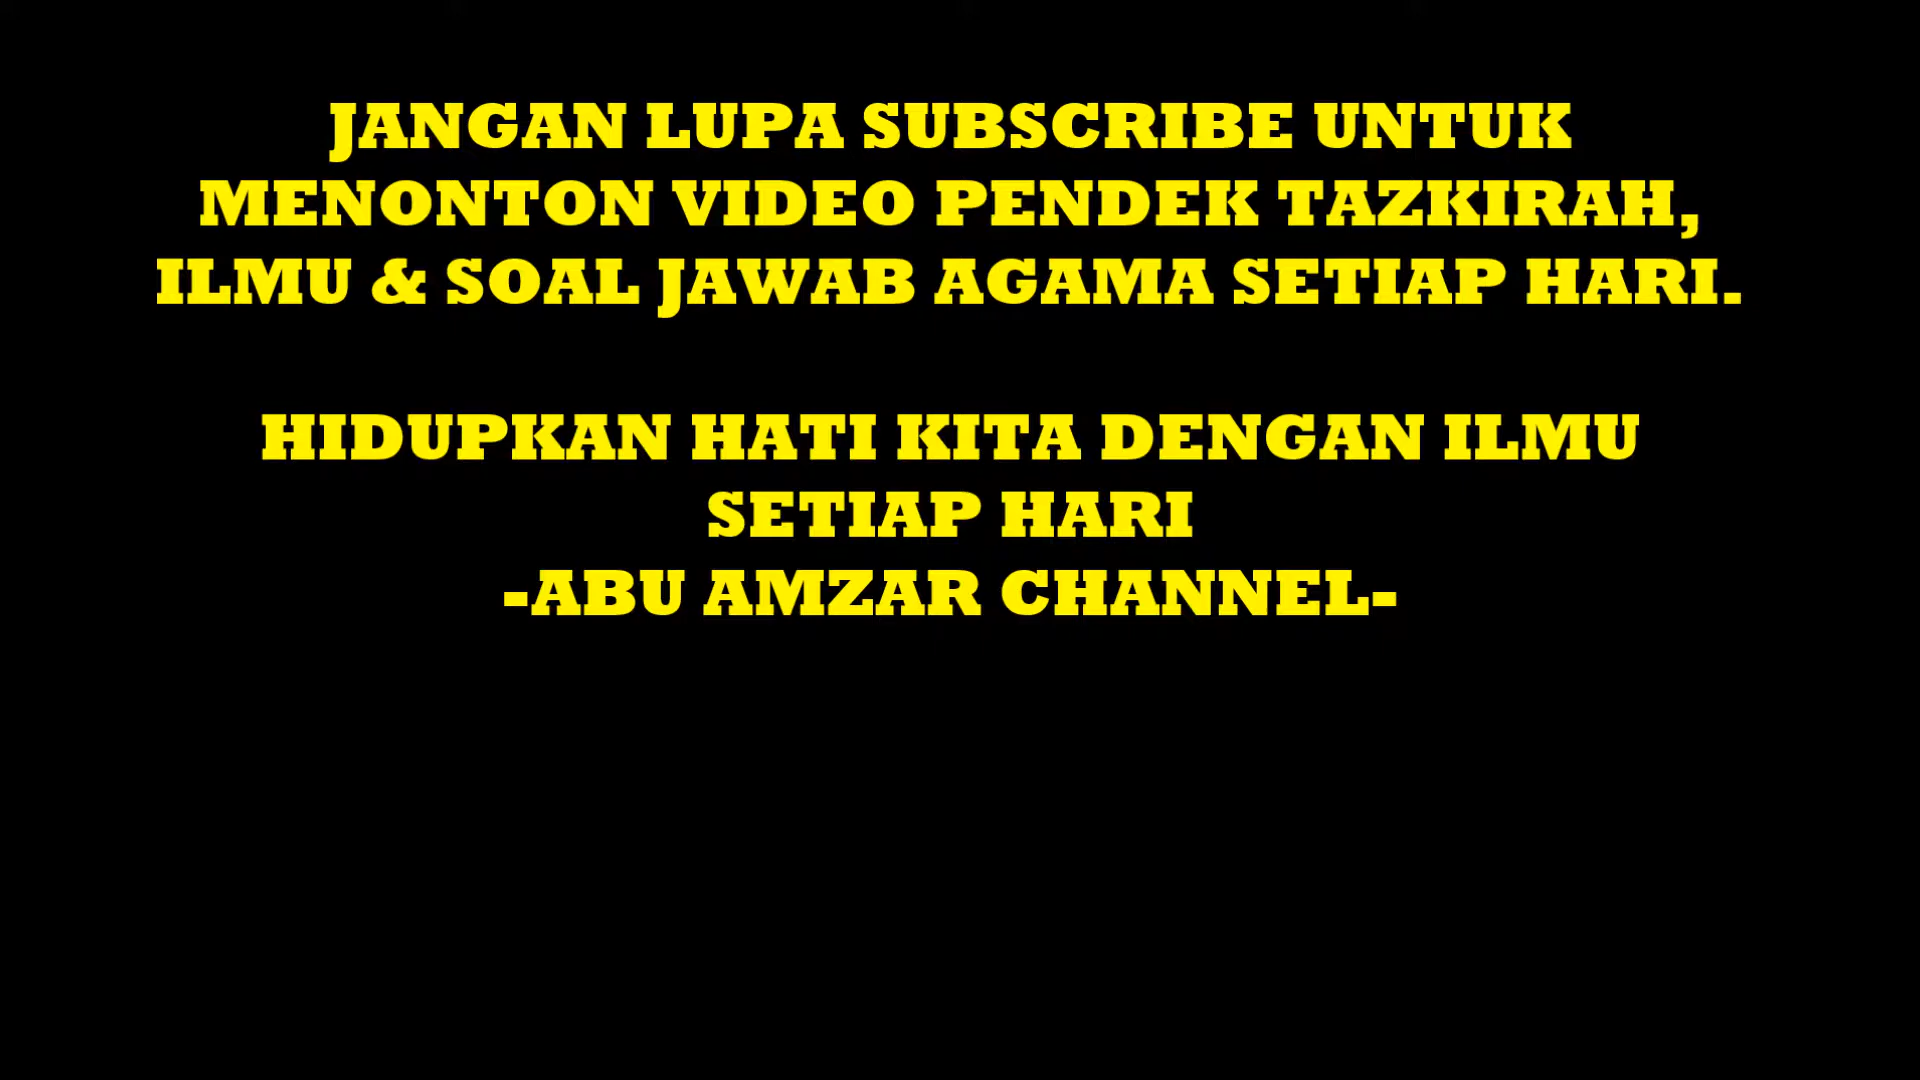 JANGAN LUPA SUBSCRIBE UNTUK
MENONTON VIDEO PENDEK TAZKIRAH,
ILMU & SOAL JAWAB AGAMA SETIAP HARI.
HIDUPKAN HATI KITA DENGAN ILMU
SETIAP HARI
-ABU AMZAR CHANNEL-